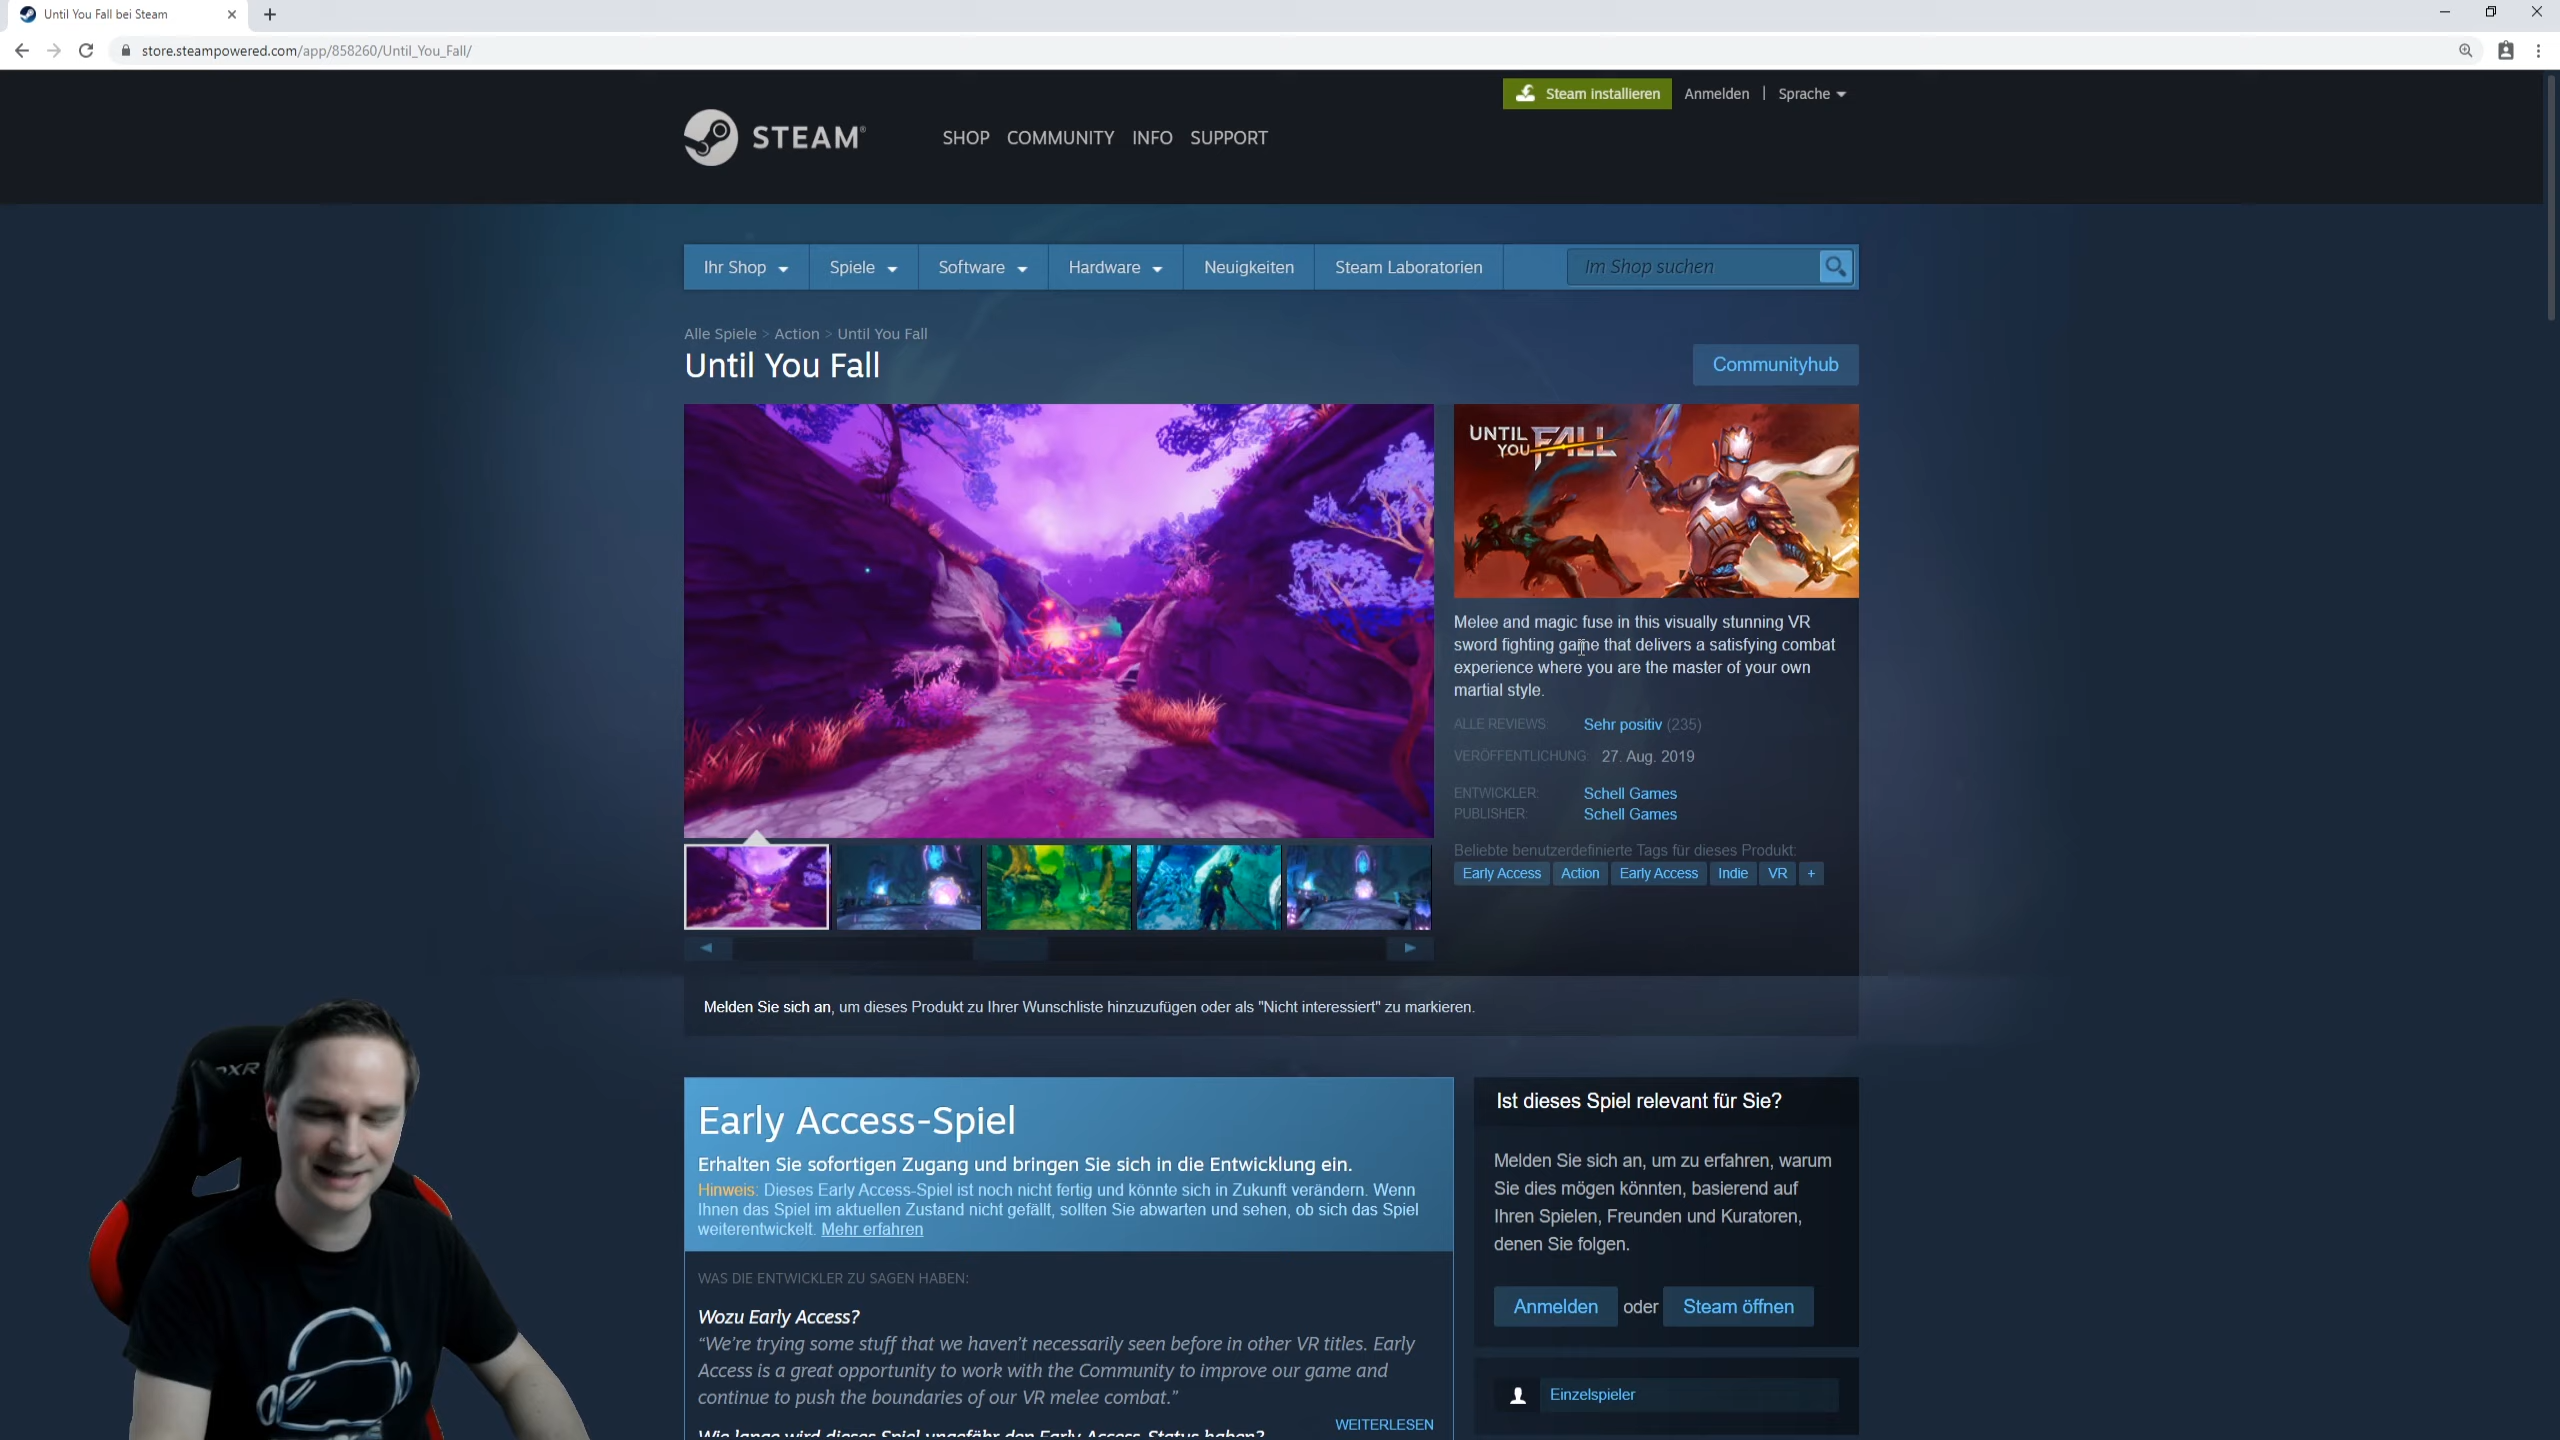 Until You Fall bei Steam
store.steampowered.com/app/858260/Until_You_Fall/
Steam installieren Anmelden | Sprache
STEAM®
SHOP COMMUNITY INFO SUPPORT
Ihr Shop Spiele Software Hardware Neuigkeiten Steam Laboratorien Im Shop suchen
Alle Spiele > Action > Until You Fall
Until You Fall
Communityhub
UNTIL YOU FALL
Melee and magic fuse in this visually stunning VR
sword fighting game that delivers a satisfying combat
experience where you are the master of your own
martial style.
ALLE REVIEWS: Sehr positiv (235)
VERÖFFENTLICHUNG: 27. Aug. 2019
ENTWICKLER: Schell Games
PUBLISHER: Schell Games
Beliebte benutzerdefinierte Tags für dieses Produkt:
Early Access Action Early Access Indie VR +
Melden Sie sich an, um dieses Produkt zu Ihrer Wunschliste hinzuzufügen oder als "Nicht interessiert" zu markieren.
Early Access-Spiel
Erhalten Sie sofortigen Zugang und bringen Sie sich in die Entwicklung ein.
Hinweis: Dieses Early Access-Spiel ist noch nicht fertig und könnte sich in Zukunft verändern. Wenn
Ihnen das Spiel im aktuellen Zustand nicht gefällt, sollten Sie abwarten und sehen, ob sich das Spiel
weiterentwickelt. Mehr erfahren
WAS DIE ENTWICKLER ZU SAGEN HABEN:
Wozu Early Access?
“We're trying some stuff that we haven't necessarily seen before in other VR titles. Early
Access is a great opportunity to work with the Community to improve our game and
continue to push the boundaries of our VR melee combat.”
WEITERLESEN
Wie lange wird dieses Spiel ungefähr den Early Access-Status haben?
Ist dieses Spiel relevant für Sie?
Melden Sie sich an, um zu erfahren, warum
Sie dies mögen könnten, basierend auf
Ihren Spielen, Freunden und Kuratoren,
denen Sie folgen.
Anmelden oder Steam öffnen
Einzelspieler
DXR